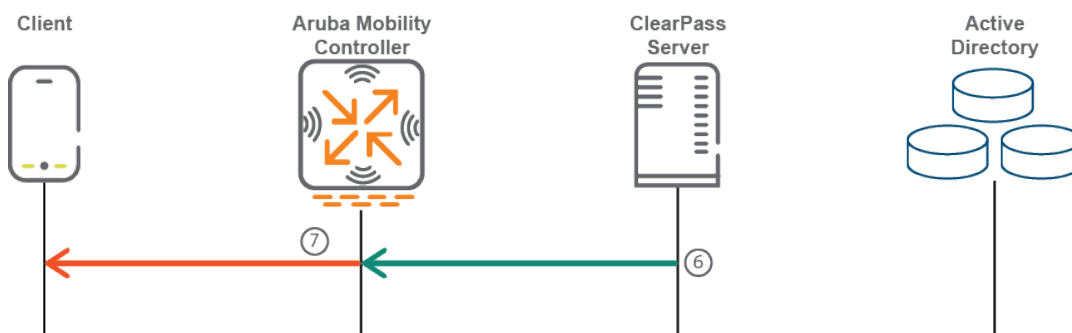 Client
Aruba Mobility
Controller
ClearPass
Server
Active
Directory
7
6